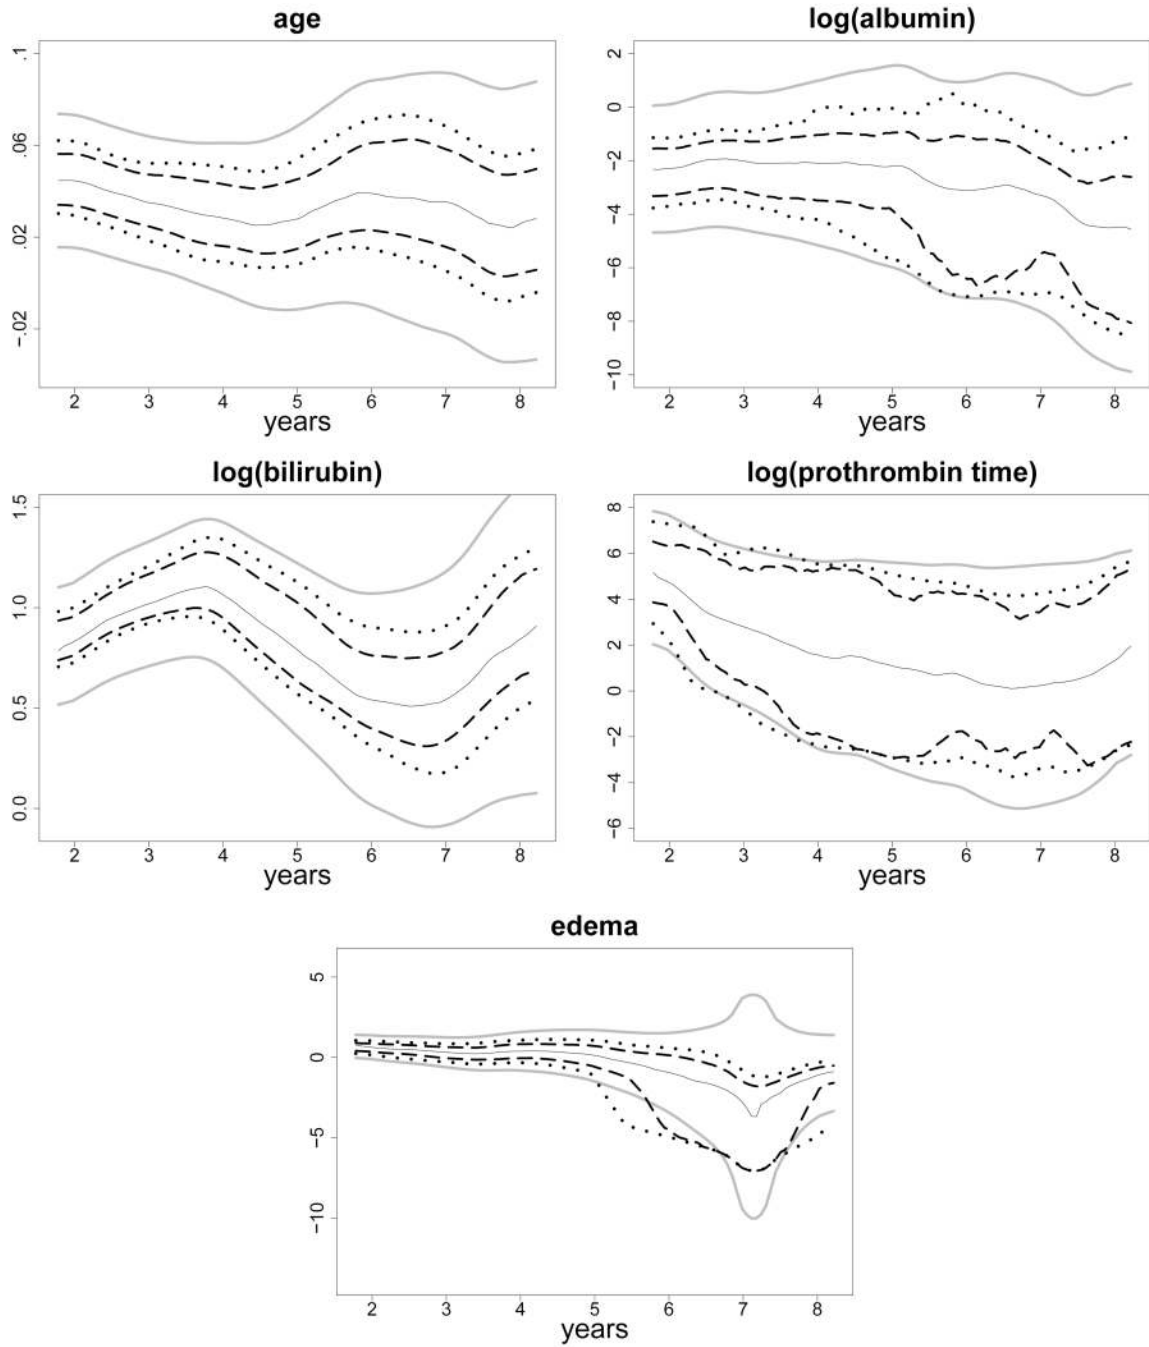 age
.1
.06
.02
−.02
2 3 4 5 6 7 8
years
log(albumin)
2
0
−2
−4
−6
−8
−10
2 3 4 5 6 7 8
years
log(bilirubin)
1.5
1.0
0.5
0.0
2 3 4 5 6 7 8
years
log(prothrombin time)
8
6
4
2
0
−2
−4
−6
2 3 4 5 6 7 8
years
edema
5
0
−5
−10
2 3 4 5 6 7 8
years